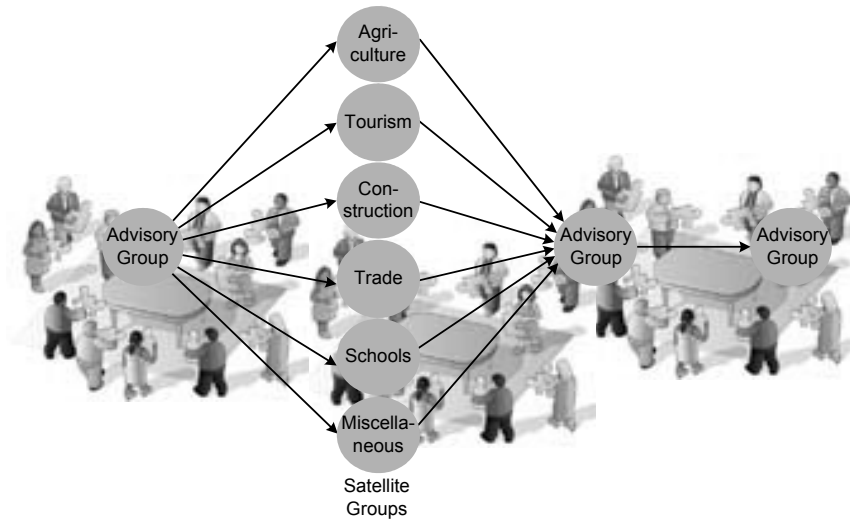 Agri-
culture
Tourism
Con-
struction
Advisory
Group
Advisory
Group
Advisory
Group
Trade
Schools
Miscella-
neous
Satellite
Groups